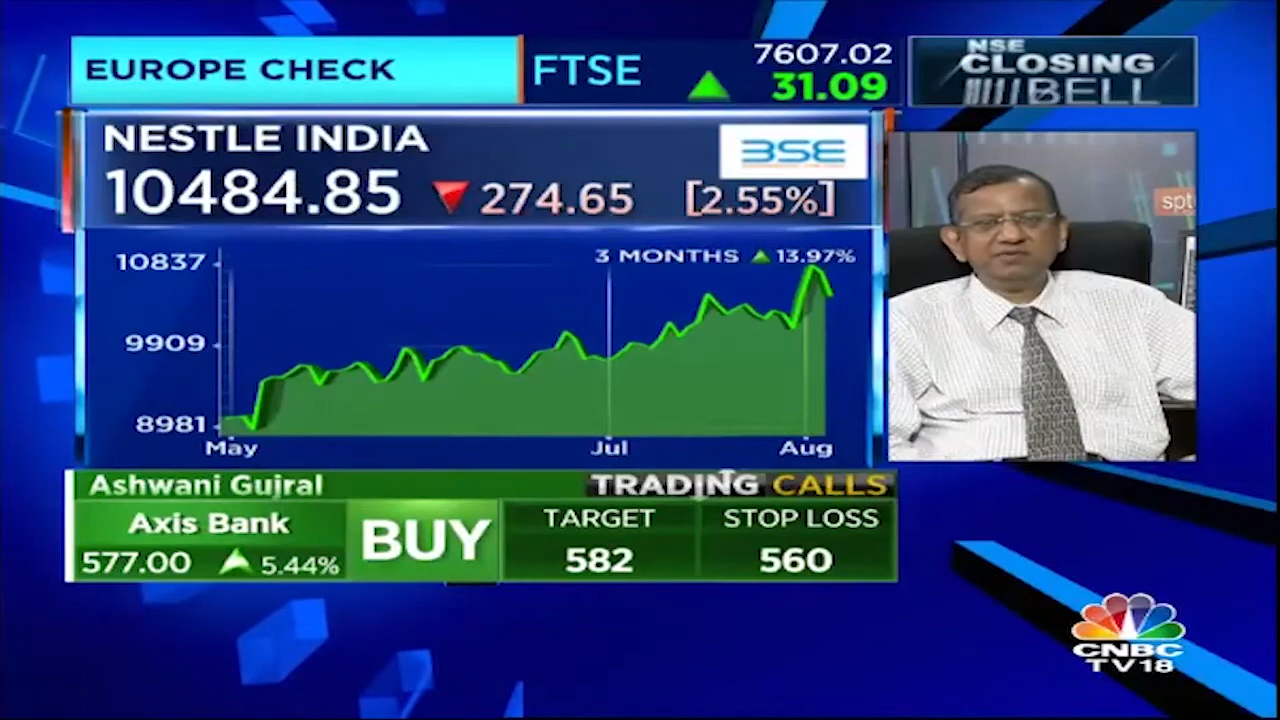 EUROPE CHECK
FTSE
7607.02
31.09
NSE
CLOSING
BELL
NESTLE INDIA
BSE
10484.85
274.65
[2.55%]
3 MONTHS
13.97%
10837
9909
8981
May
Jul
Aug
Ashwani Gujral
TRADING CALLS
Axis Bank
577.00
5.44%
BUY
TARGET
582
STOP LOSS
560
CNBC
TV18